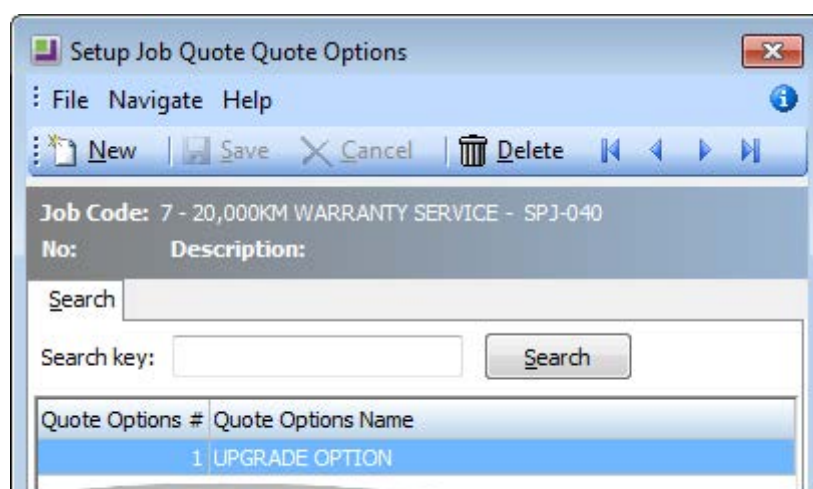 Setup Job Quote Quote Options
File Navigate Help
New Save Cancel Delete
Job Code: 7 - 20,000KM WARRANTY SERVICE - SPJ-040
No: Description:
Search
Search key: Search
Quote Options # Quote Options Name
1 UPGRADE OPTION